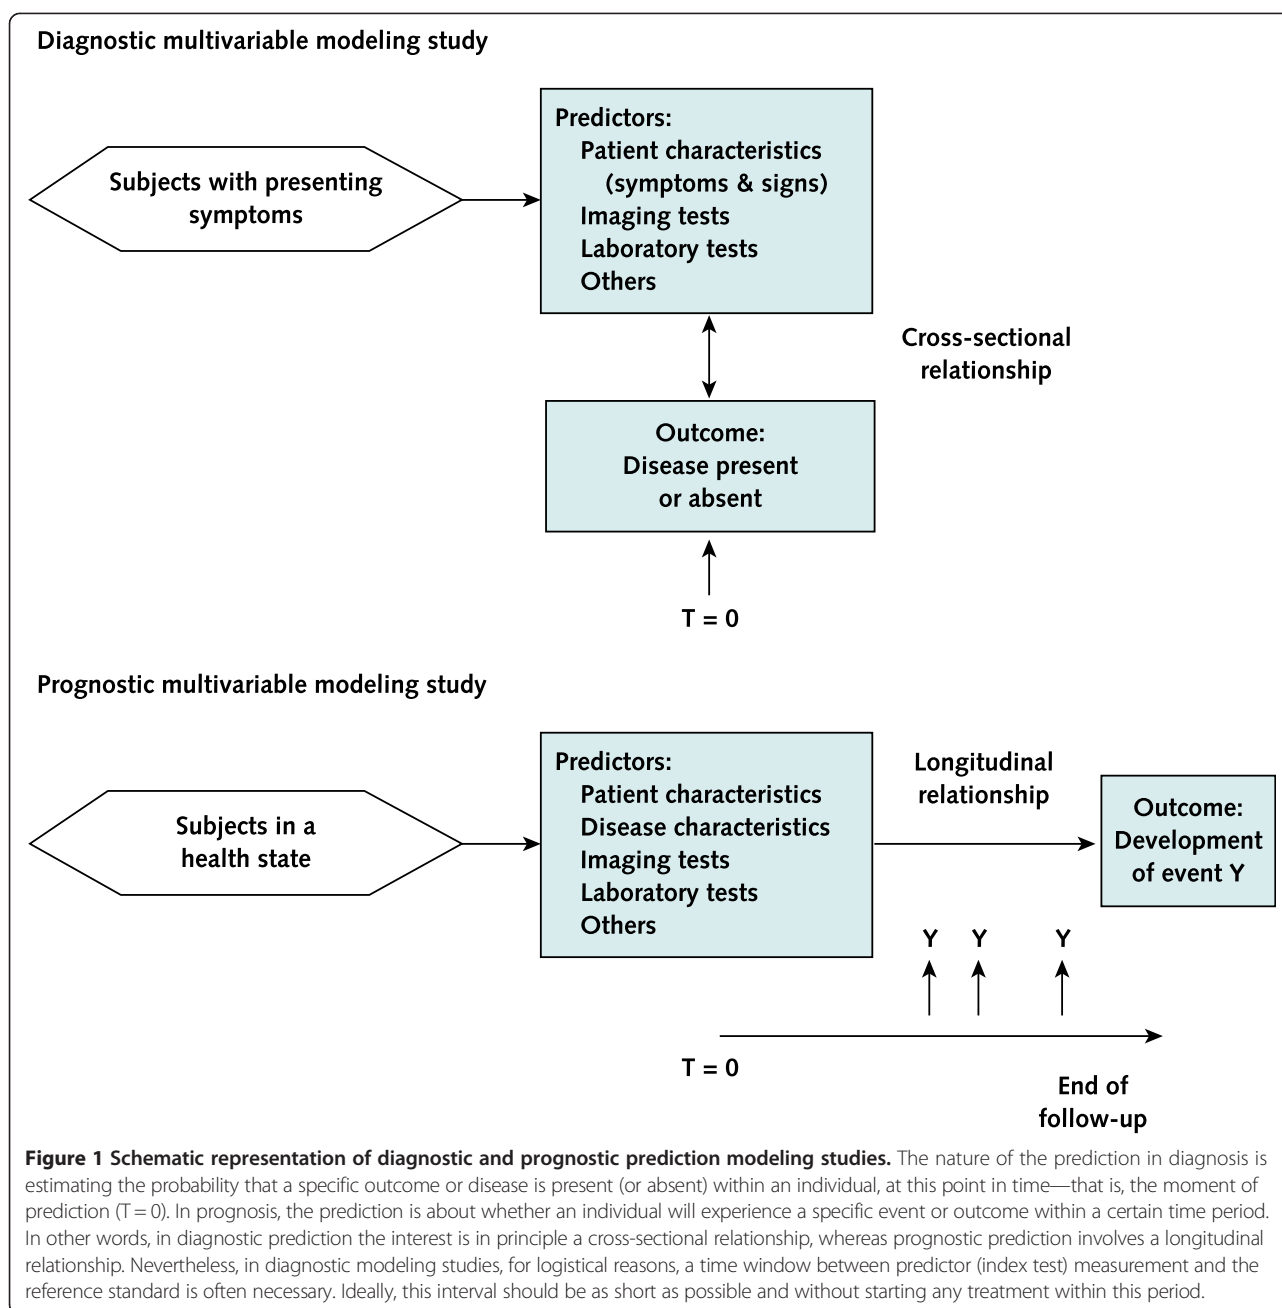 Diagnostic multivariable modeling study
Subjects with presenting
symptoms
Predictors:
Patient characteristics
(symptoms & signs)
Imaging tests
Laboratory tests
Others
Cross-sectional
relationship
Outcome:
Disease present
or absent
T = 0
Prognostic multivariable modeling study
Subjects in a
health state
Predictors:
Patient characteristics
Disease characteristics
Imaging tests
Laboratory tests
Others
Longitudinal
relationship
Outcome:
Development
of event Y
Y Y Y
T = 0
End of
follow-up
Figure 1 Schematic representation of diagnostic and prognostic prediction modeling studies. The nature of the prediction in diagnosis is
estimating the probability that a specific outcome or disease is present (or absent) within an individual, at this point in time—that is, the moment of
prediction (T = 0). In prognosis, the prediction is about whether an individual will experience a specific event or outcome within a certain time period.
In other words, in diagnostic prediction the interest is in principle a cross-sectional relationship, whereas prognostic prediction involves a longitudinal
relationship. Nevertheless, in diagnostic modeling studies, for logistical reasons, a time window between predictor (index test) measurement and the
reference standard is often necessary. Ideally, this interval should be as short as possible and without starting any treatment within this period.